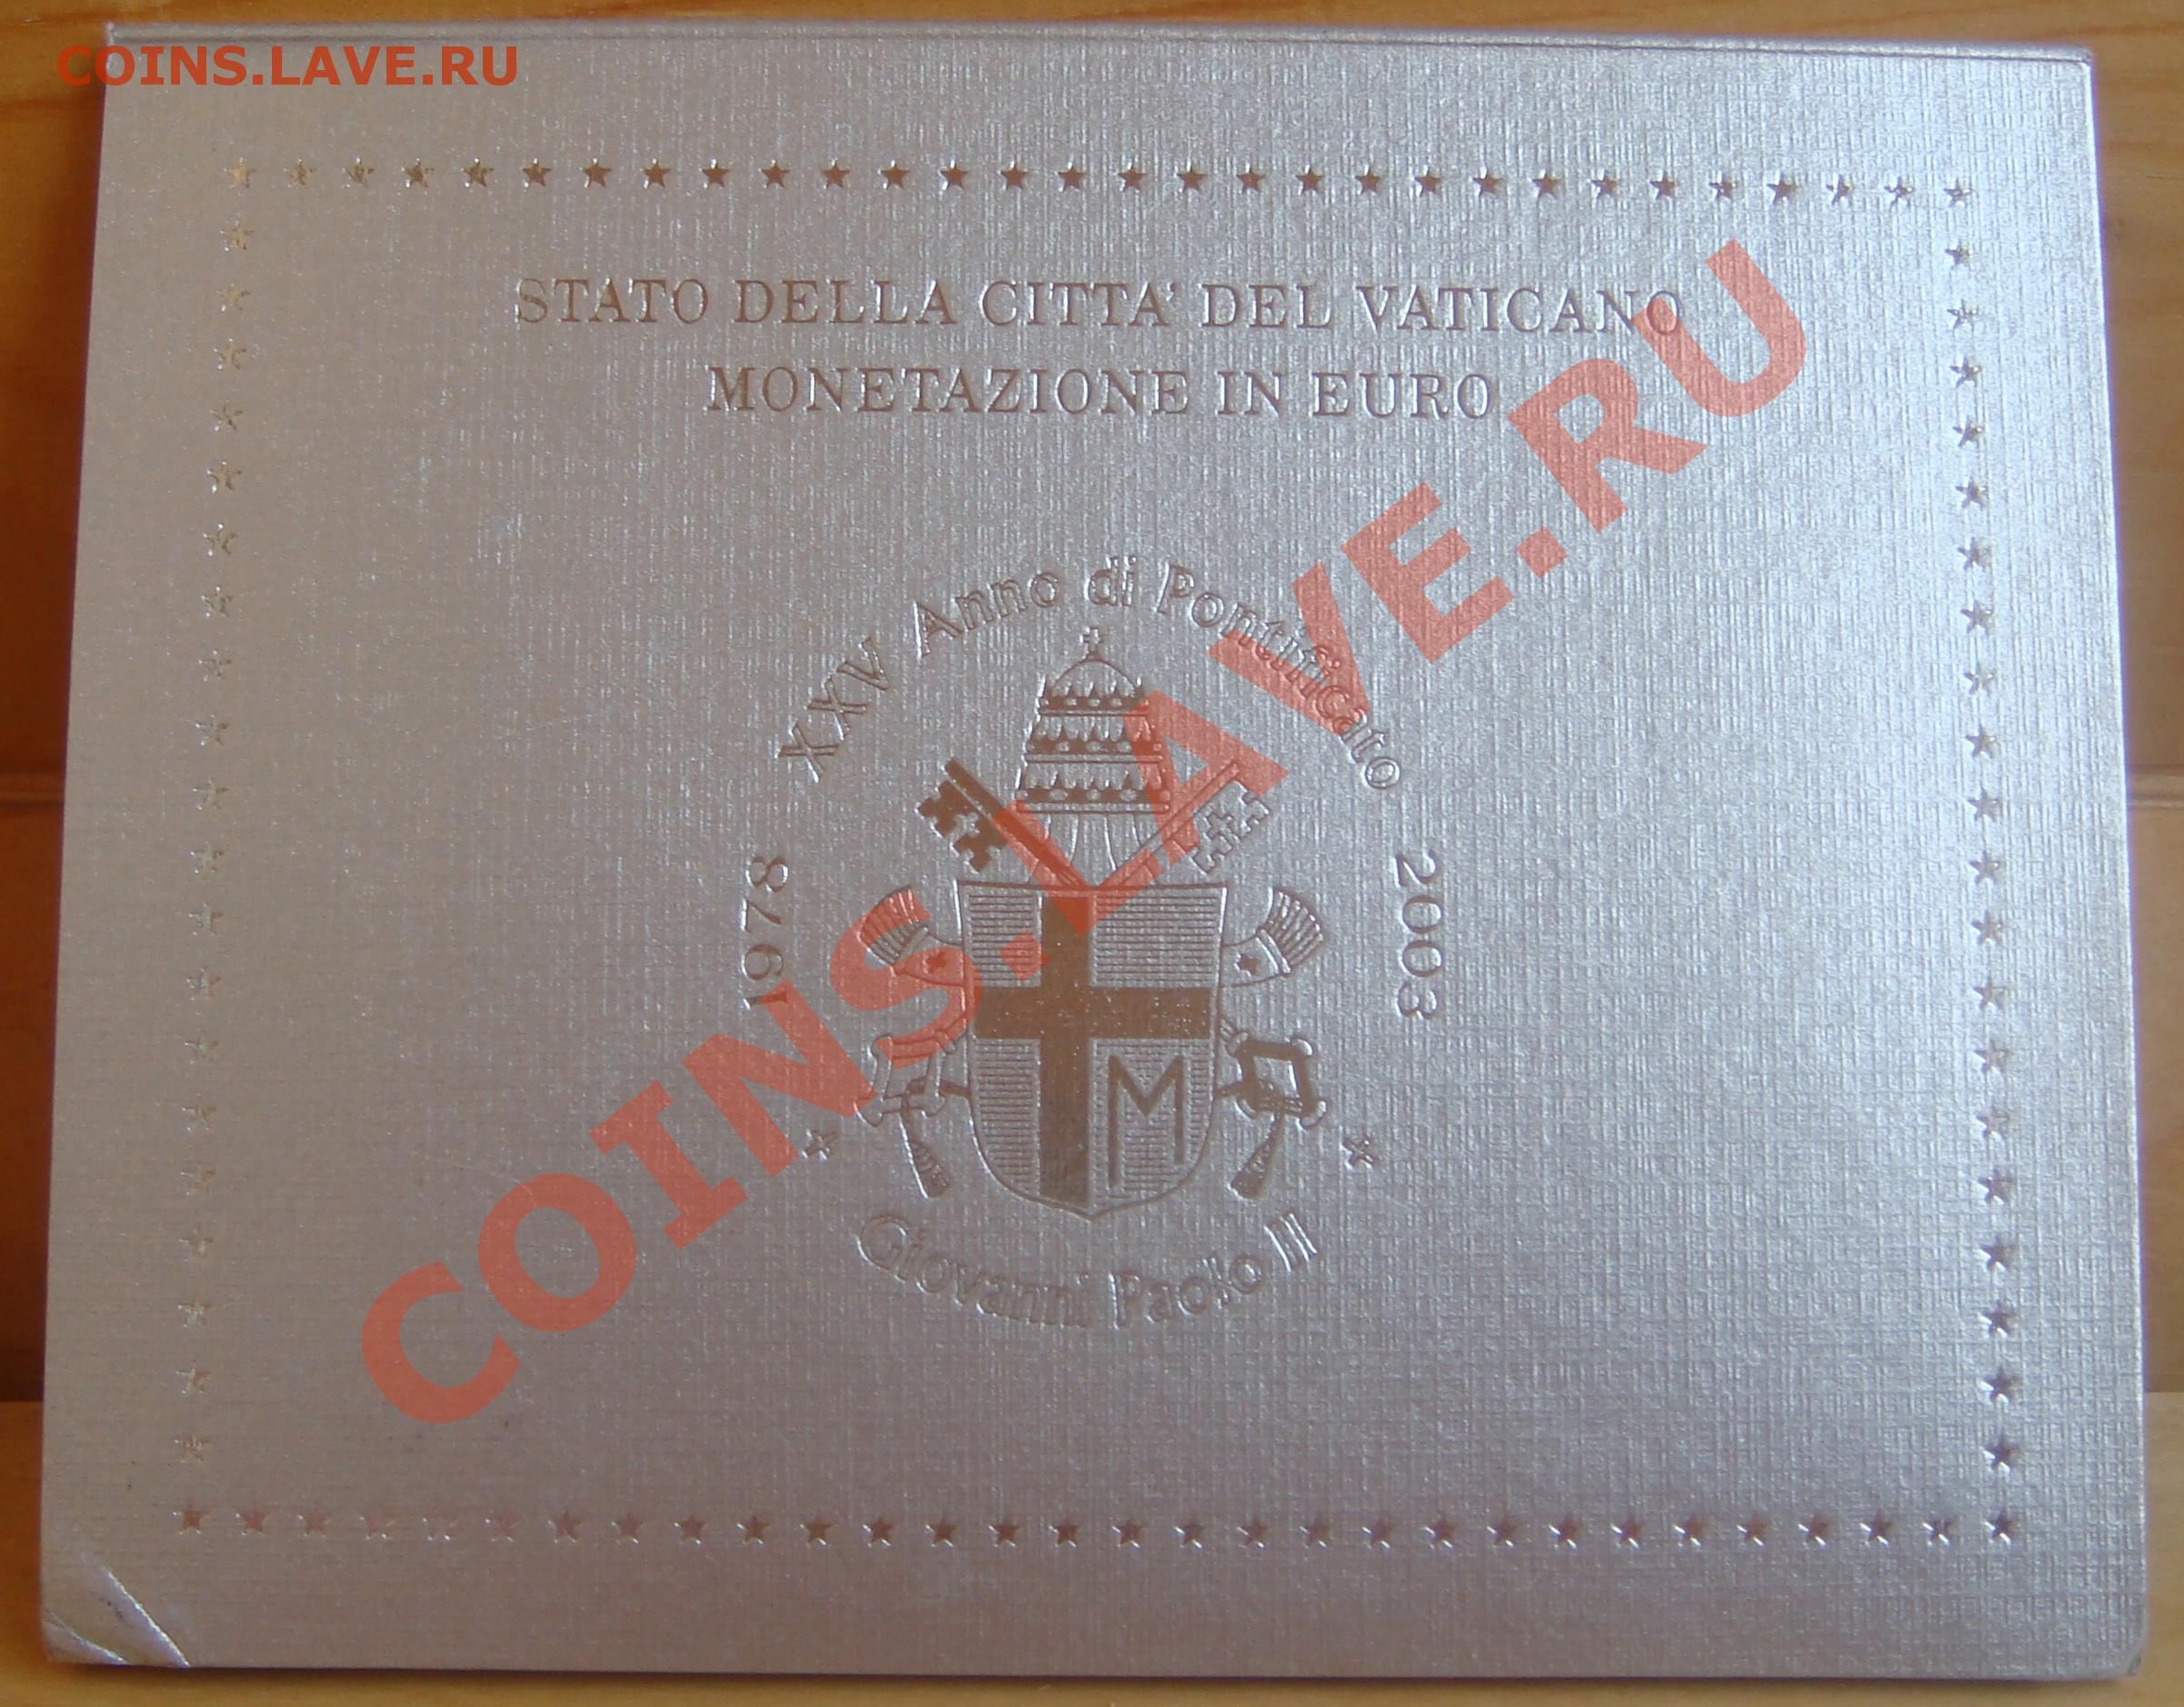 COINS.LAVE.RU
STATO DELLA CITTA' DEL VATICANO
MONETAZIONE IN EURO
XXV Anno di Pontificato
1978
2003
M
Giovanni Paolo II
COINS.LAVE.RU